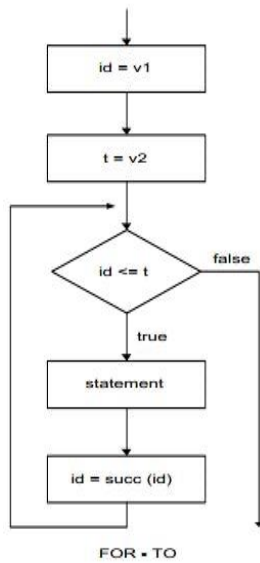 id = v1
t = v2
id <= t
false
true
statement
id = succ (id)
FOR - TO